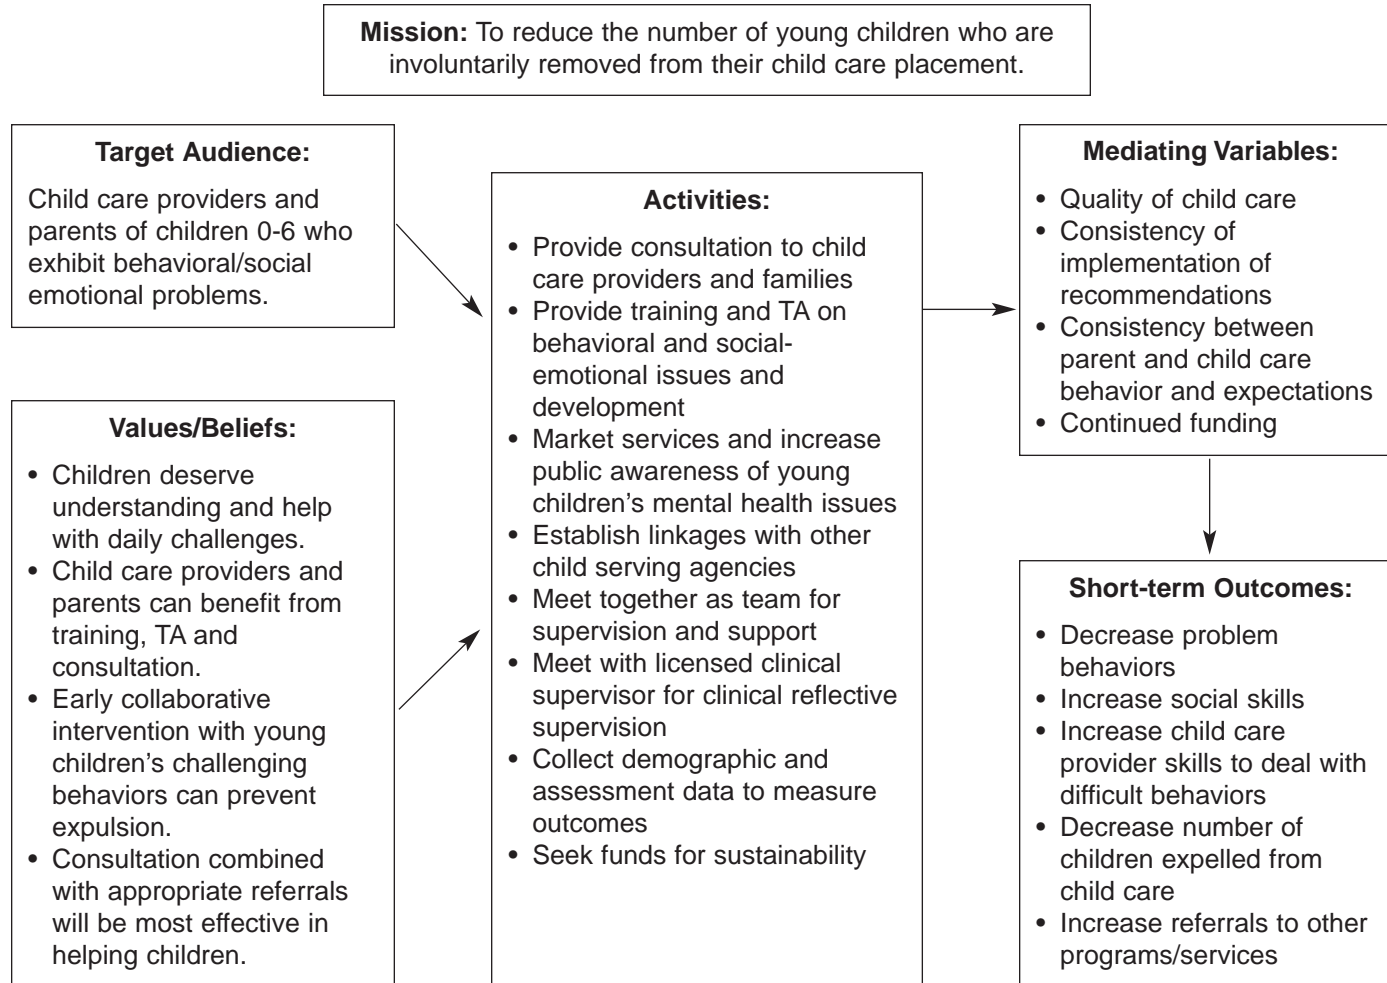 Mission: To reduce the number of young children who are
involuntarily removed from their child care placement.
Target Audience:
Child care providers and
parents of children 0-6 who
exhibit behavioral/social
emotional problems.
Values/Beliefs:
• Children deserve
understanding and help
with daily challenges.
• Child care providers and
parents can benefit from
training, TA and
consultation.
• Early collaborative
intervention with young
children’s challenging
behaviors can prevent
expulsion.
• Consultation combined
with appropriate referrals
will be most effective in
helping children.
Activities:
• Provide consultation to child
care providers and families
• Provide training and TA on
behavioral and social-
emotional issues and
development
• Market services and increase
public awareness of young
children’s mental health issues
• Establish linkages with other
child serving agencies
• Meet together as team for
supervision and support
• Meet with licensed clinical
supervisor for clinical reflective
supervision
• Collect demographic and
assessment data to measure
outcomes
• Seek funds for sustainability
Mediating Variables:
• Quality of child care
• Consistency of
implementation of
recommendations
• Consistency between
parent and child care
behavior and expectations
• Continued funding
Short-term Outcomes:
• Decrease problem
behaviors
• Increase social skills
• Increase child care
provider skills to deal with
difficult behaviors
• Decrease number of
children expelled from
child care
• Increase referrals to other
programs/services